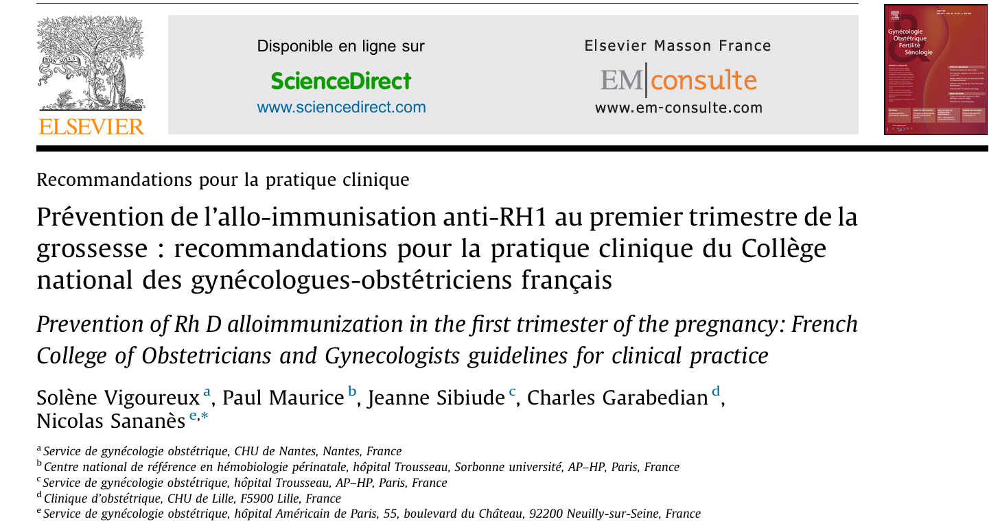 Disponible en ligne sur
ScienceDirect
www.sciencedirect.com
Elsevier Masson France
EM|consulte
www.em-consulte.com
NON SOLUS
ELSEVIER
Gynécologie
Obstétrique
Fertilité
Sénologie
Recommandations pour la pratique clinique
Prévention de l'allo-immunisation anti-RH1 au premier trimestre de la
grossesse : recommandations pour la pratique clinique du Collège
national des gynécologues-obstétriciens français
Prevention of Rh D alloimmunization in the first trimester of the pregnancy: French
College of Obstetricians and Gynecologists guidelines for clinical practice
Solène Vigoureux a, Paul Maurice b, Jeanne Sibiude c, Charles Garabedian d,
Nicolas Sananès e,*
a Service de gynécologie obstétrique, CHU de Nantes, Nantes, France
b Centre national de référence en hémobiologie périnatale, hôpital Trousseau, Sorbonne université, AP–HP, Paris, France
c Service de gynécologie obstétrique, hôpital Trousseau, AP–HP, Paris, France
d Clinique d'obstétrique, CHU de Lille, F5900 Lille, France
e Service de gynécologie obstétrique, hôpital Américain de Paris, 55, boulevard du Château, 92200 Neuilly-sur-Seine, France